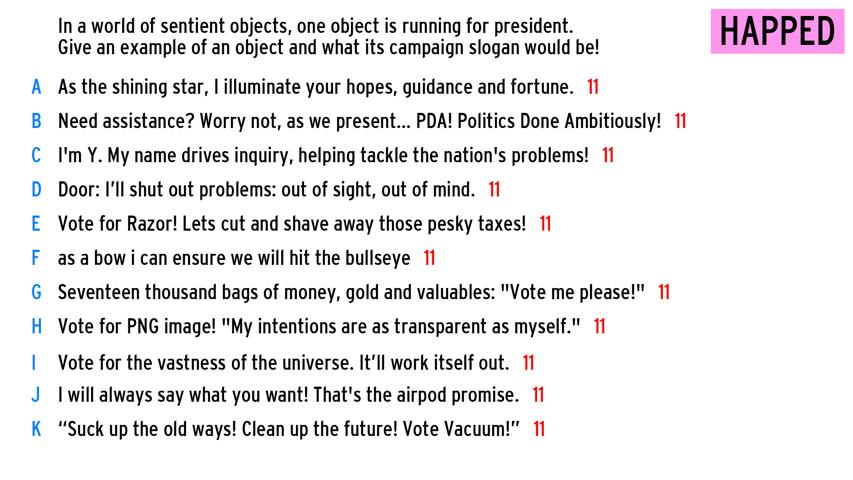 In a world of sentient objects, one object is running for president.
Give an example of an object and what its campaign slogan would be!
HAPPED
A As the shining star, I illuminate your hopes, guidance and fortune. 11
B Need assistance? Worry not, as we present... PDA! Politics Done Ambitiously! 11
C I'm Y. My name drives inquiry, helping tackle the nation's problems! 11
D Door: I’ll shut out problems: out of sight, out of mind. 11
E Vote for Razor! Lets cut and shave away those pesky taxes! 11
F as a bow i can ensure we will hit the bullseye 11
G Seventeen thousand bags of money, gold and valuables: "Vote me please!" 11
H Vote for PNG image! "My intentions are as transparent as myself." 11
I Vote for the vastness of the universe. It’ll work itself out. 11
J I will always say what you want! That's the airpod promise. 11
K “Suck up the old ways! Clean up the future! Vote Vacuum!” 11